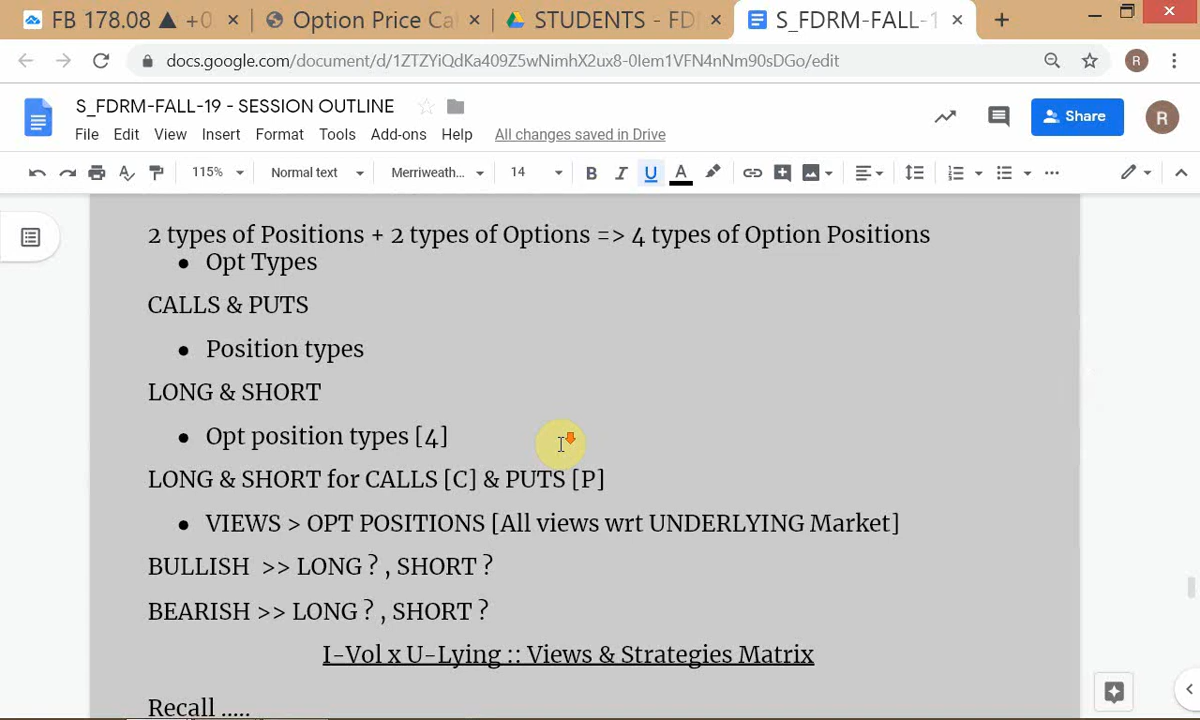 FB 178.08 ▲ +0
Option Price Ca
STUDENTS - FD
S_FDRM-FALL-1
docs.google.com/document/d/1ZTZYiQdKa409Z5wNimhX2ux8-0Iem1VFN4nNm90sDGo/edit
R
S_FDRM-FALL-19 - SESSION OUTLINE
File Edit View Insert Format Tools Add-ons Help All changes saved in Drive
Share
R
115% Normal text Merriweath... 14 B I U A
2 types of Positions + 2 types of Options => 4 types of Option Positions
● Opt Types
CALLS & PUTS
● Position types
LONG & SHORT
● Opt position types [4]
LONG & SHORT for CALLS [C] & PUTS [P]
● VIEWS > OPT POSITIONS [All views wrt UNDERLYING Market]
BULLISH >> LONG ? , SHORT ?
BEARISH >> LONG ? , SHORT ?
I-Vol x U-Lying :: Views & Strategies Matrix
Recall .....